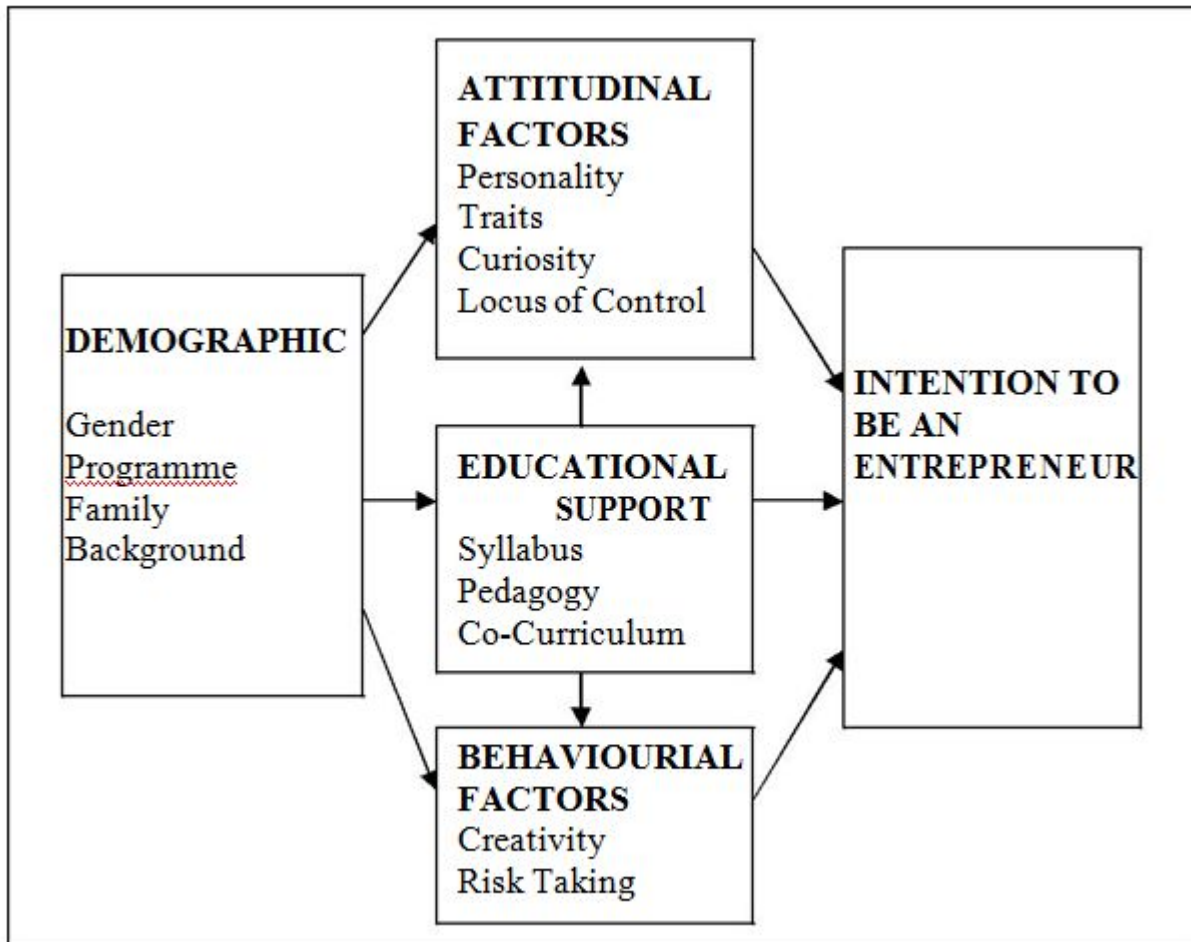 DEMOGRAPHIC
Gender
Programme
Family
Background
ATTITUDINAL
FACTORS
Personality
Traits
Curiosity
Locus of Control
EDUCATIONAL
SUPPORT
Syllabus
Pedagogy
Co-Curriculum
BEHAVIOURIAL
FACTORS
Creativity
Risk Taking
INTENTION TO
BE AN
ENTREPRENEUR